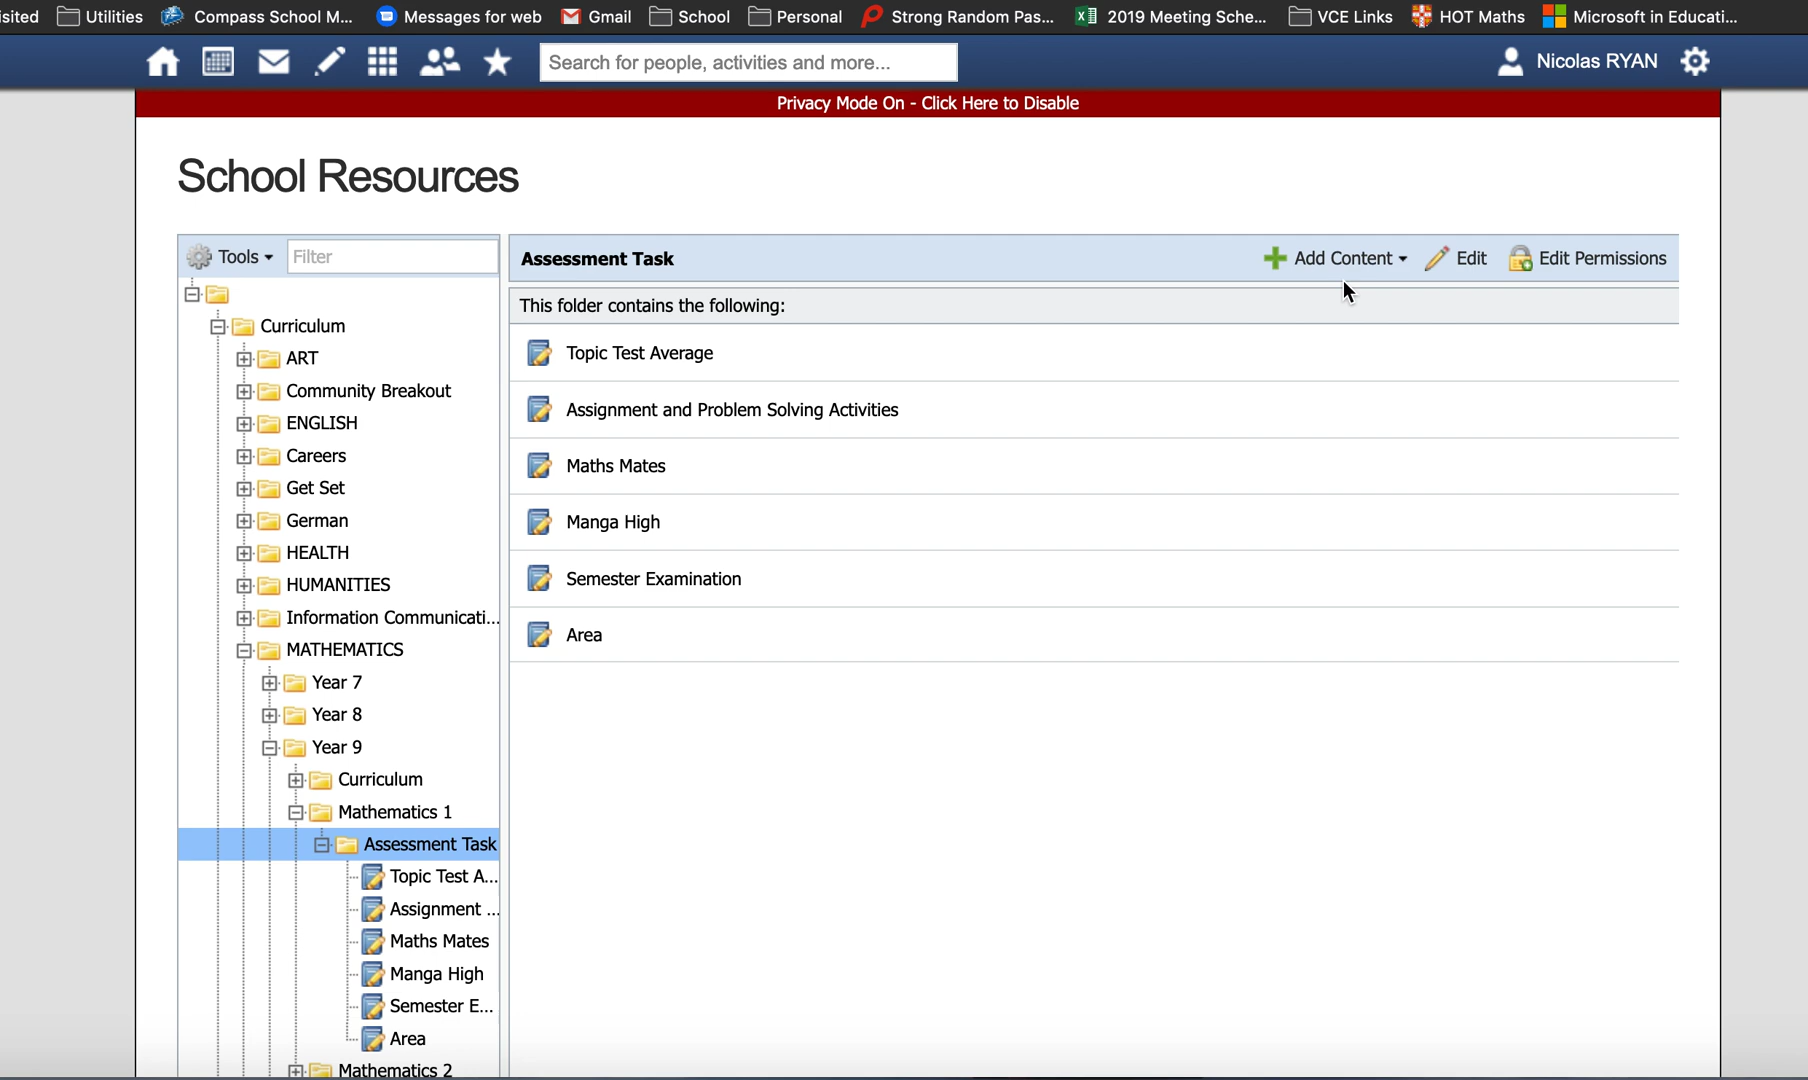 isited Utilities Compass School M... Messages for web Gmail School Personal Strong Random Pas... 2019 Meeting Sche... VCE Links HOT Maths Microsoft in Educati...
Search for people, activities and more... Nicolas RYAN
Privacy Mode On - Click Here to Disable
School Resources
Tools Filter
Curriculum
ART
Community Breakout
ENGLISH
Careers
Get Set
German
HEALTH
HUMANITIES
Information Communicati...
MATHEMATICS
Year 7
Year 8
Year 9
Curriculum
Mathematics 1
Assessment Task
Topic Test A...
Assignment ...
Maths Mates
Manga High
Semester E...
Area
Mathematics 2
Assessment Task Add Content Edit Edit Permissions
This folder contains the following:
Topic Test Average
Assignment and Problem Solving Activities
Maths Mates
Manga High
Semester Examination
Area